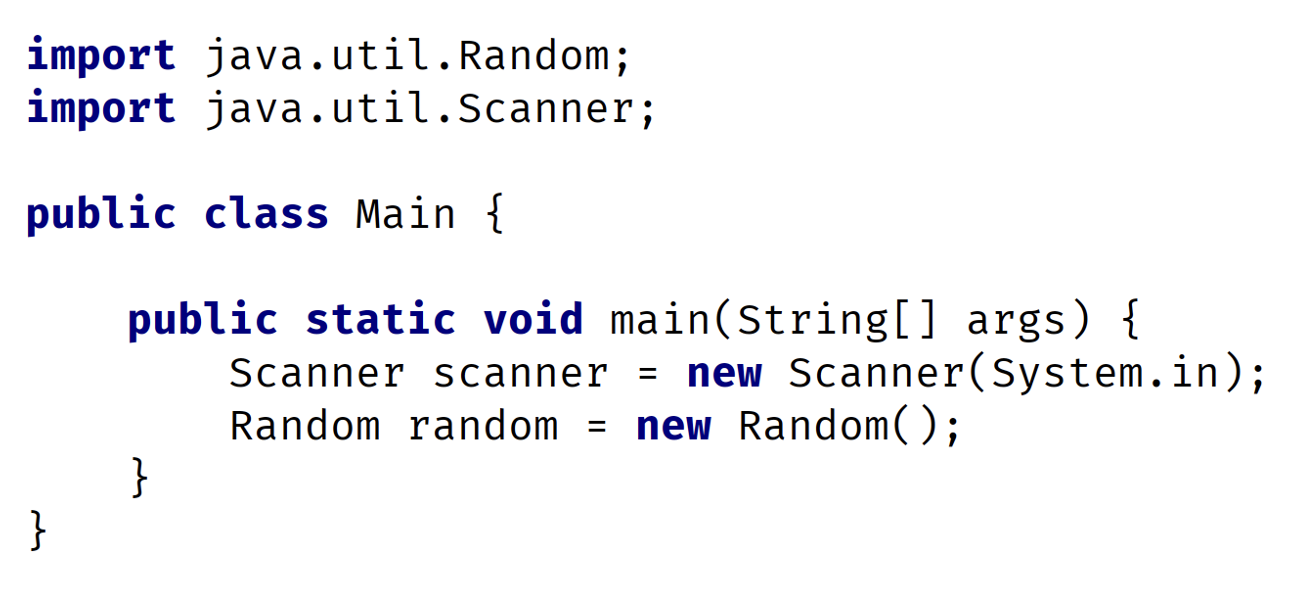 import java.util.Random;
import java.util.Scanner;

public class Main {

    public static void main(String[] args) {
        Scanner scanner = new Scanner(System.in);
        Random random = new Random();
    }
}